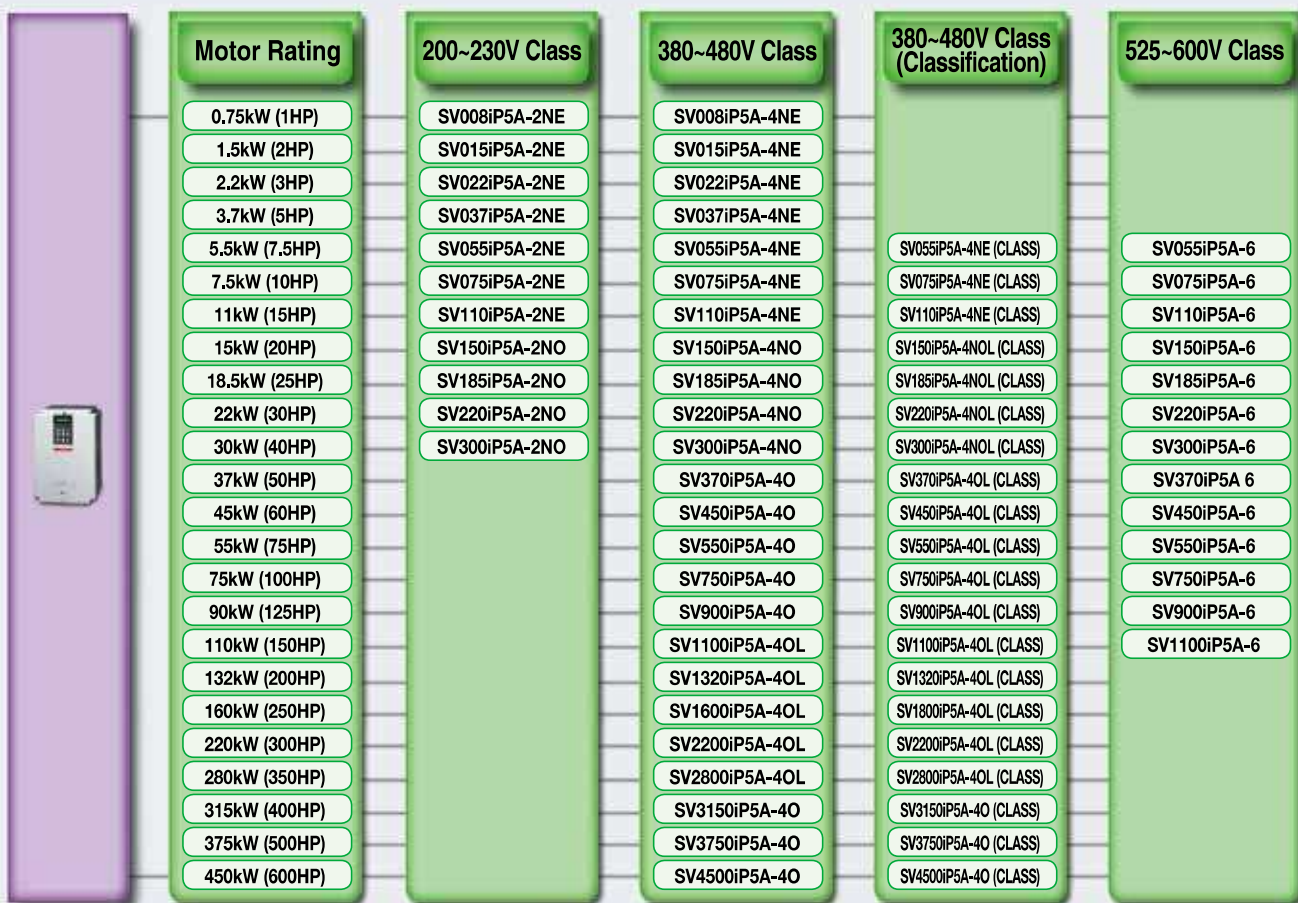 Motor Rating 200~230V Class 380~480V Class 380~480V Class (Classification) 525~600V Class
0.75kW (1HP) SV008iP5A-2NE SV008iP5A-4NE
1.5kW (2HP) SV015iP5A-2NE SV015iP5A-4NE
2.2kW (3HP) SV022iP5A-2NE SV022iP5A-4NE
3.7kW (5HP) SV037iP5A-2NE SV037iP5A-4NE
5.5kW (7.5HP) SV055iP5A-2NE SV055iP5A-4NE SV055iP5A-4NE (CLASS) SV055iP5A-6
7.5kW (10HP) SV075iP5A-2NE SV075iP5A-4NE SV075iP5A-4NE (CLASS) SV075iP5A-6
11kW (15HP) SV110iP5A-2NE SV110iP5A-4NE SV110iP5A-4NE (CLASS) SV110iP5A-6
15kW (20HP) SV150iP5A-2NO SV150iP5A-4NO SV150iP5A-4NOL (CLASS) SV150iP5A-6
18.5kW (25HP) SV185iP5A-2NO SV185iP5A-4NO SV185iP5A-4NOL (CLASS) SV185iP5A-6
22kW (30HP) SV220iP5A-2NO SV220iP5A-4NO SV220iP5A-4NOL (CLASS) SV220iP5A-6
30kW (40HP) SV300iP5A-2NO SV300iP5A-4NO SV300iP5A-4NOL (CLASS) SV300iP5A-6
37kW (50HP) SV370iP5A-4O SV370iP5A-4OL (CLASS) SV370iP5A 6
45kW (60HP) SV450iP5A-4O SV450iP5A-4OL (CLASS) SV450iP5A-6
55kW (75HP) SV550iP5A-4O SV550iP5A-4OL (CLASS) SV550iP5A-6
75kW (100HP) SV750iP5A-4O SV750iP5A-4OL (CLASS) SV750iP5A-6
90kW (125HP) SV900iP5A-4O SV900iP5A-4OL (CLASS) SV900iP5A-6
110kW (150HP) SV1100iP5A-4OL SV1100iP5A-4OL (CLASS) SV1100iP5A-6
132kW (200HP) SV1320iP5A-4OL SV1320iP5A-4OL (CLASS)
160kW (250HP) SV1600iP5A-4OL SV1800iP5A-4OL (CLASS)
220kW (300HP) SV2200iP5A-4OL SV2200iP5A-4OL (CLASS)
280kW (350HP) SV2800iP5A-4OL SV2800iP5A-4OL (CLASS)
315kW (400HP) SV3150iP5A-4O SV3150iP5A-4O (CLASS)
375kW (500HP) SV3750iP5A-4O SV3750iP5A-4O (CLASS)
450kW (600HP) SV4500iP5A-4O SV4500iP5A-4O (CLASS)